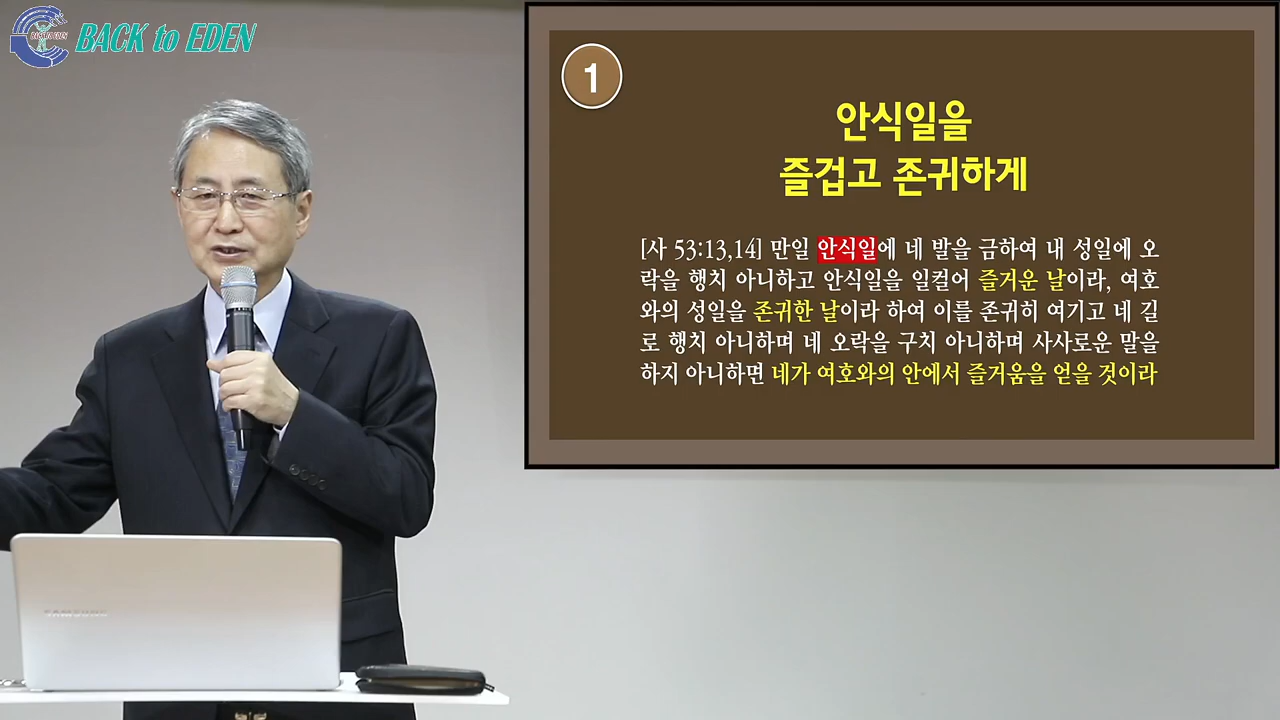 BACK to EDEN
BACK TO EDEN
1
안식일을
즐겁고 존귀하게
[사 53:13,14] 만일 안식일에 네 발을 금하여 내 성일에 오
락을 행치 아니하고 안식일을 일컬어 즐거운 날이라, 여호
와의 성일을 존귀한 날이라 하여 이를 존귀히 여기고 네 길
로 행치 아니하며 네 오락을 구치 아니하며 사사로운 말을
하지 아니하면 네가 여호와의 안에서 즐거움을 얻을 것이라
SAMSUNG